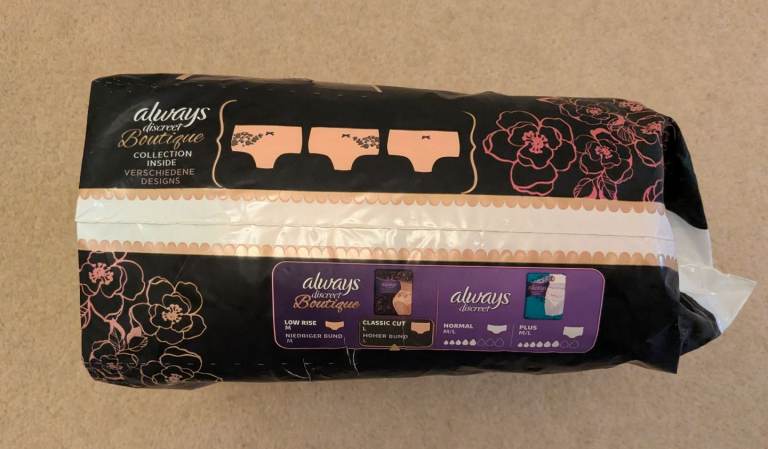 always
discreet
Boutique
COLLECTION
INSIDE
VERSCHIEDENE
DESIGNS
always
discreet
Boutique
LOW RISE
M
NIEDRIGER BUND
M
CLASSIC CUT
L
HOHER BUND
L
always
discreet
NORMAL
M/L
PLUS
M/L